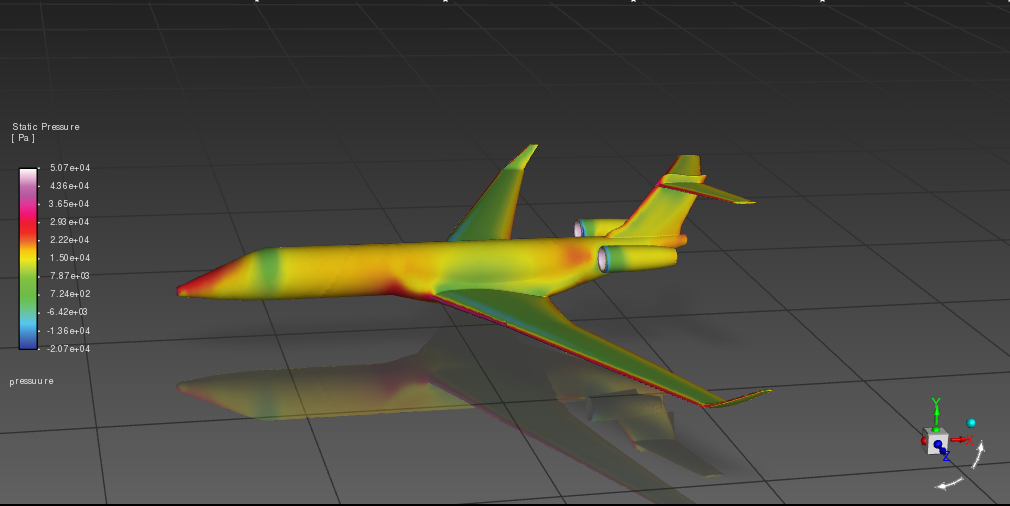 Static Pressure
[ Pa ]
5.07e+04
4.36e+04
3.65e+04
2.93e+04
2.22e+04
1.50e+04
7.87e+03
7.24e+02
-6.42e+03
-1.36e+04
-2.07e+04
pressuure
Y
X
Z